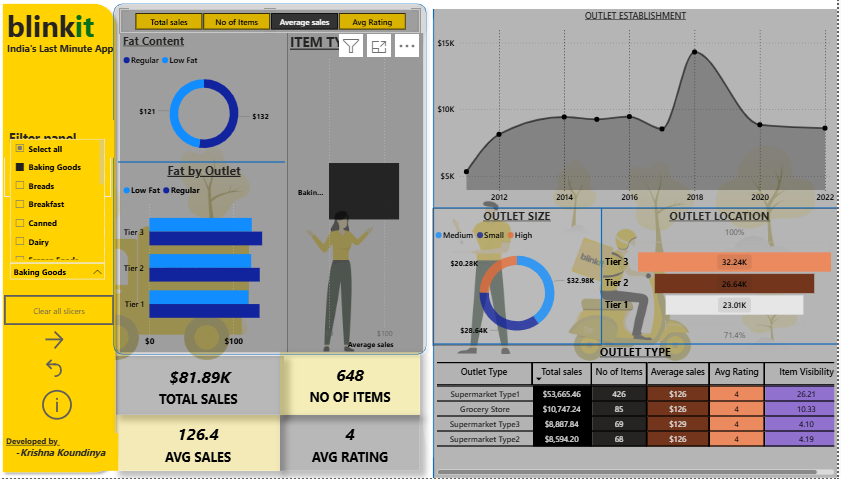 blinkit
India's Last Minute App
Filter panel
Select all
Baking Goods
Breads
Breakfast
Canned
Dairy
Baking Goods
Clear all slicers
Developed by
-Krishna Koundinya
Total sales
No of Items
Average sales
Avg Rating
Fat Content
Regular
Low Fat
$121
$132
ITEM TY
Bakin...
$100
Average sales
Fat by Outlet
Low Fat
Regular
Tier 3
Tier 2
Tier 1
$0
$100
$81.89K
TOTAL SALES
648
NO OF ITEMS
126.4
AVG SALES
4
AVG RATING
OUTLET ESTABLISHMENT
$15K
$10K
$5K
2012
2014
2016
2018
2020
2022
OUTLET SIZE
Medium
Small
High
$20.28K
$32.98K
$28.64K
OUTLET LOCATION
100%
blinkit
Tier 3
32.24K
Tier 2
26.64K
Tier 1
23.01K
71.4%
OUTLET TYPE
Outlet Type Total sales No of Items Average sales Avg Rating Item Visibility
Supermarket Type1 $53,665.46 426 $126 4 26.21
Grocery Store $10,747.24 85 $126 4 10.33
Supermarket Type3 $8,887.84 69 $129 4 4.10
Supermarket Type2 $8,594.20 68 $126 4 4.19